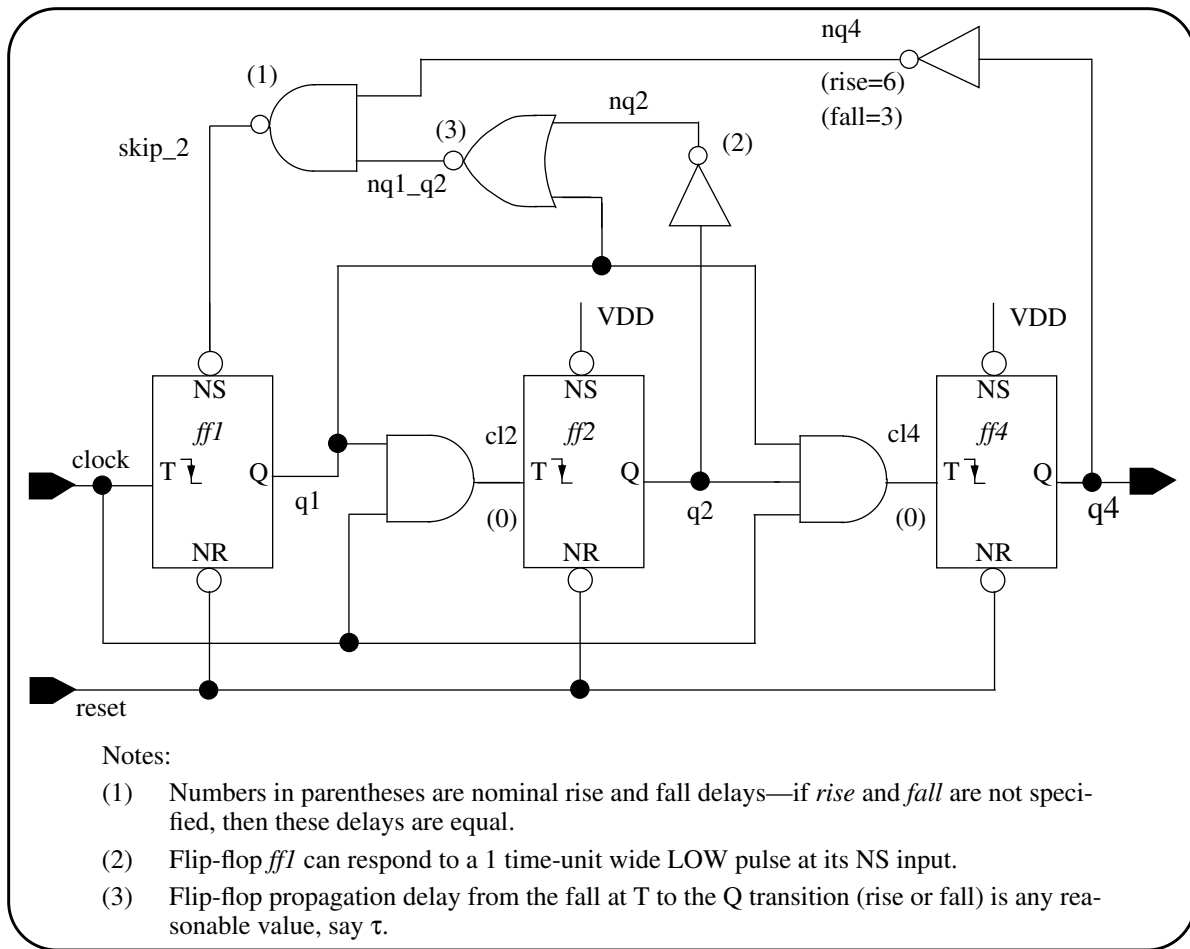 nq4
(1)
(rise=6)
(fall=3)
nq2
(3)
(2)
skip_2
nq1_q2
VDD
VDD
NS
NS
NS
ff1
cl2
ff2
cl4
ff4
clock
T
Q
T
Q
T
Q
q1
(0)
q2
(0)
q4
NR
NR
NR
reset
Notes:
(1) Numbers in parentheses are nominal rise and fall delays—if rise and fall are not speci-
fied, then these delays are equal.
(2) Flip-flop ff1 can respond to a 1 time-unit wide LOW pulse at its NS input.
(3) Flip-flop propagation delay from the fall at T to the Q transition (rise or fall) is any rea-
sonable value, say τ.